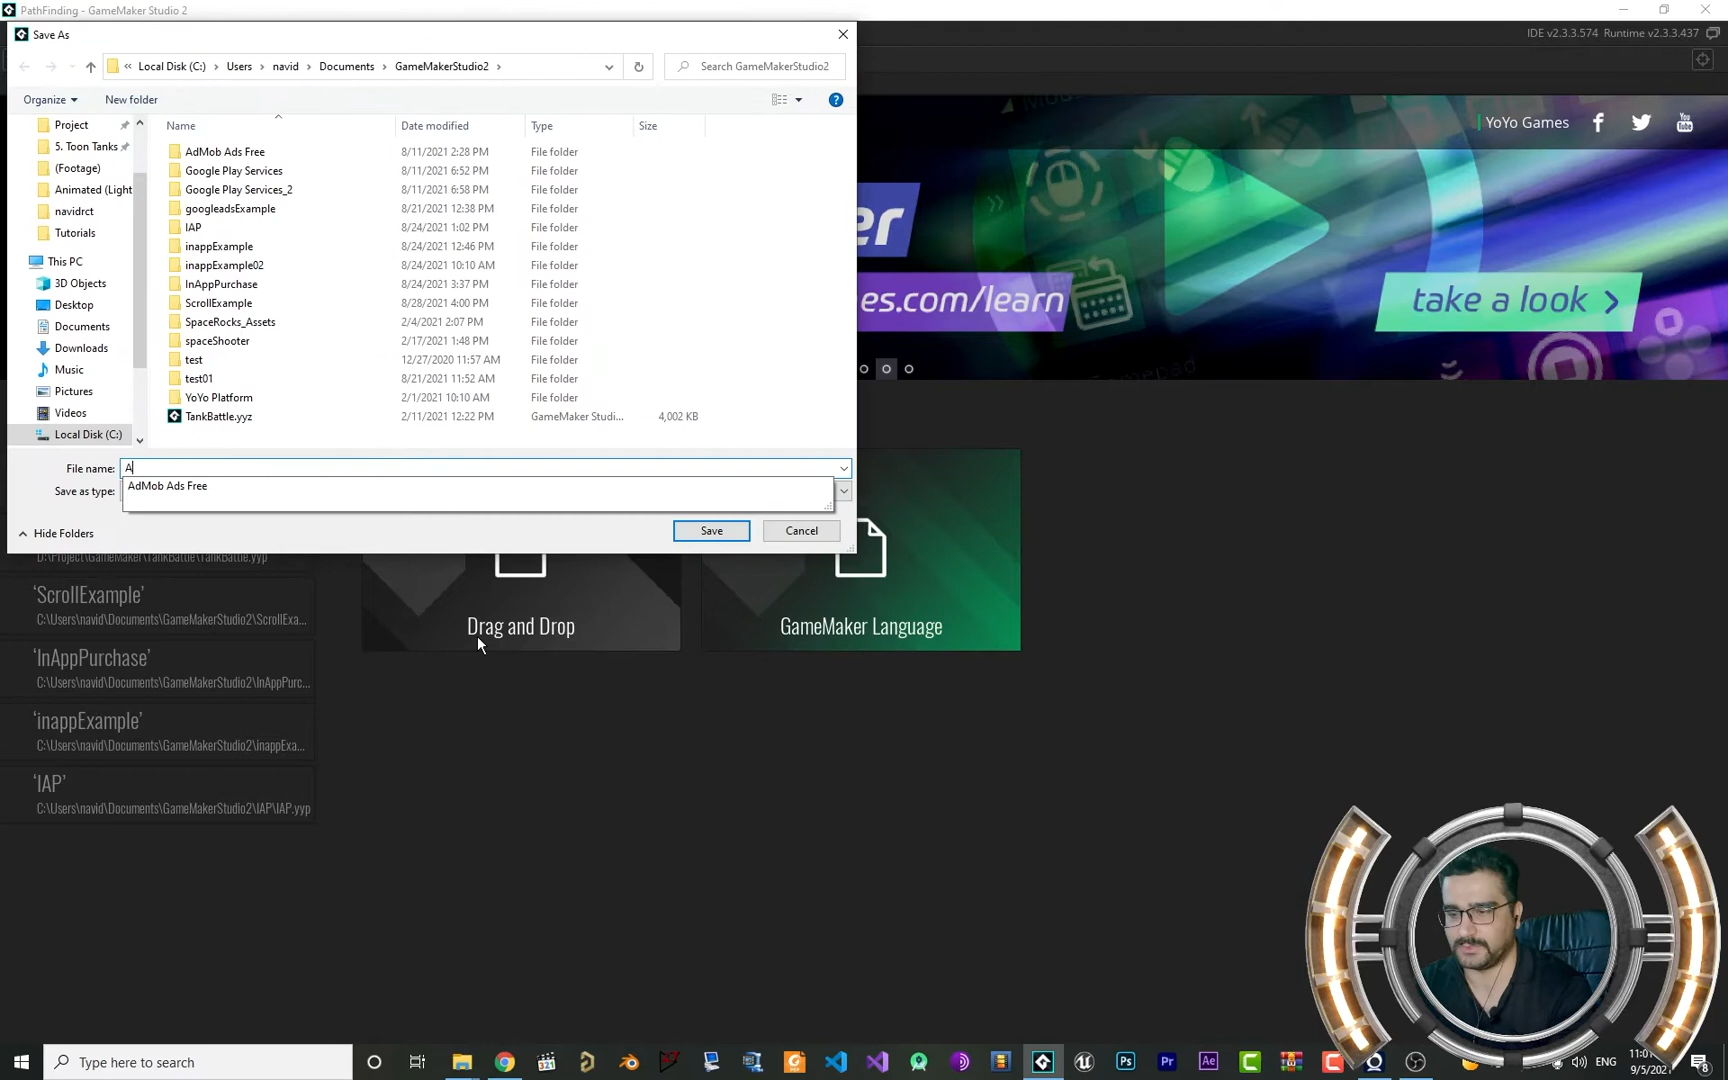 PathFinding - GameMaker Studio 2
Save As
IDE v2.3.3.574 Runtime v2.3.3.437
Local Disk (C:) Users navid Documents GameMakerStudio2
Search GameMakerStudio2
Organize New folder
Name Date modified Type Size
Project
5. Toon Tanks
(Footage)
Animated (Light
navidrct
Tutorials
This PC
3D Objects
Desktop
Documents
Downloads
Music
Pictures
Videos
Local Disk (C:)
AdMob Ads Free 8/11/2021 2:28 PM File folder
Google Play Services 8/11/2021 6:52 PM File folder
Google Play Services_2 8/11/2021 6:58 PM File folder
googleadsExample 8/21/2021 12:38 PM File folder
IAP 8/24/2021 1:02 PM File folder
inappExample 8/24/2021 12:46 PM File folder
inappExample02 8/24/2021 10:10 AM File folder
InAppPurchase 8/24/2021 3:37 PM File folder
ScrollExample 8/28/2021 4:00 PM File folder
SpaceRocks_Assets 2/4/2021 2:07 PM File folder
spaceShooter 2/17/2021 1:48 PM File folder
test 12/27/2020 11:57 AM File folder
test01 8/21/2021 11:52 AM File folder
YoYo Platform 2/1/2021 10:10 AM File folder
TankBattle.yyz 2/11/2021 12:22 PM GameMaker Studi... 4,002 KB
File name: A
AdMob Ads Free
Save as type:
Hide Folders
Save Cancel
YoYo Games
er
es.com/learn
take a look
D:\Project\GameMaker\TankBattle\TankBattle.yyp
'ScrollExample'
C:\Users\navid\Documents\GameMakerStudio2\ScrollExa...
'InAppPurchase'
C:\Users\navid\Documents\GameMakerStudio2\InAppPurc...
'inappExample'
C:\Users\navid\Documents\GameMakerStudio2\inappExa...
'IAP'
C:\Users\navid\Documents\GameMakerStudio2\IAP\IAP.yyp
Drag and Drop
GameMaker Language
Type here to search
ENG
9/5/202
8